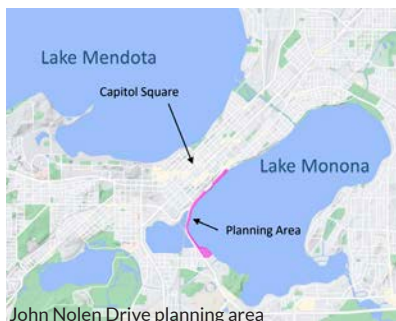 Lake Mendota
Capitol Square
Lake Monona
Planning Area
John Nolen Drive planning area